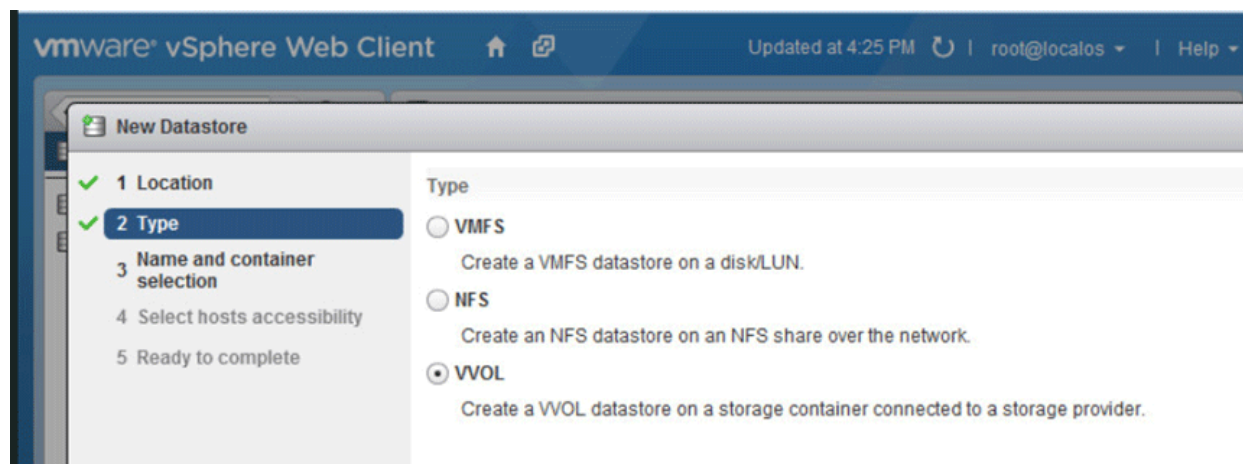 vmware® vSphere Web Client Updated at 4:25 PM | root@localos | Help
New Datastore
1 Location
2 Type
3 Name and container selection
4 Select hosts accessibility
5 Ready to complete
Type
VMFS
Create a VMFS datastore on a disk/LUN.
NFS
Create an NFS datastore on an NFS share over the network.
VVOL
Create a VVOL datastore on a storage container connected to a storage provider.